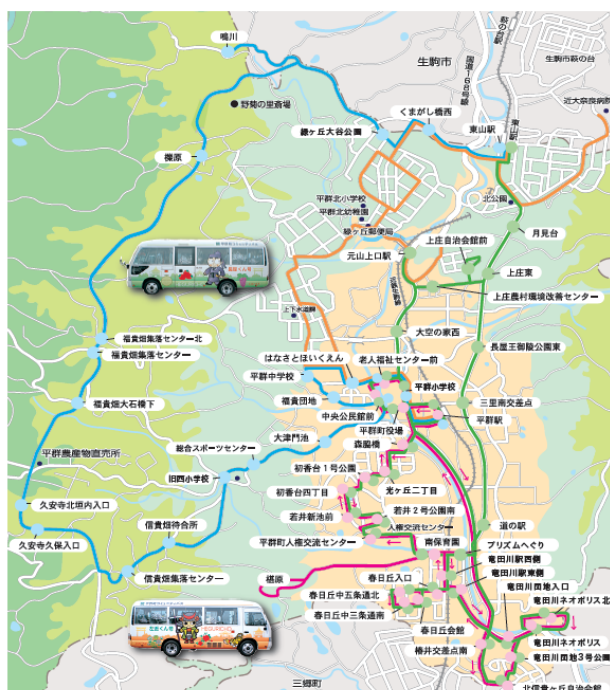 鳴川
生駒市
萩の台駅
国道168号線
生駒市萩の台
野菊の里斎場
くまがし橋西
近大奈良病院
緑ヶ丘大谷公園
東山駅
東山駅
櫟原
平群北小学校
平群北幼稚園
北公園
緑ヶ丘郵便局
月見台
上庄自治会館前
元山上口駅
上庄東
上庄農村環境改善センター
上下水道課
福貴畑集落センター北
大空の家西
福貴畑集落センター
はなさとほいくえん
老人福祉センター前
長屋王御陵公園東
平群中学校
平群小学校
福貴畑大石橋下
福貴団地
三里南交差点
中央公民館前
平群駅
平群町役場
総合スポーツセンター
大津門池
森脇橋
平群農産物直売所
旧西小学校
初香台1号公園
初香台四丁目
光ヶ丘二丁目
久安寺北垣内入口
若井2号公園南
信貴畑待合所
若井新池前
人権交流センター
道の駅
久安寺久保入口
平群町人権交流センター
南保育園
プリズムへぐり
竜田川駅西側
信貴畑集落センター
椹原
春日丘入口
竜田川駅東側
春日丘中五条通北
竜田川団地入口
竜田川ネオポリス北
春日丘中三条通南
春日丘会館
竜田川ネオポリス
椿井交差点南
竜田川団地3号公園
三郷町
北信貴ヶ丘自治会館